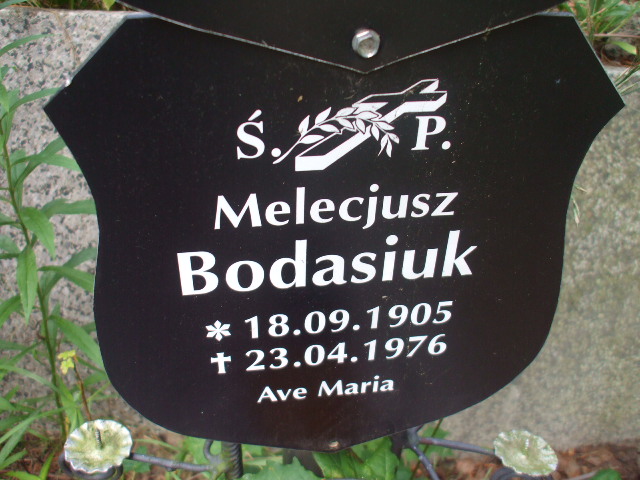 Ś. P.
Melecjusz
Bodasiuk
* 18.09.1905
✝ 23.04.1976
Ave Maria